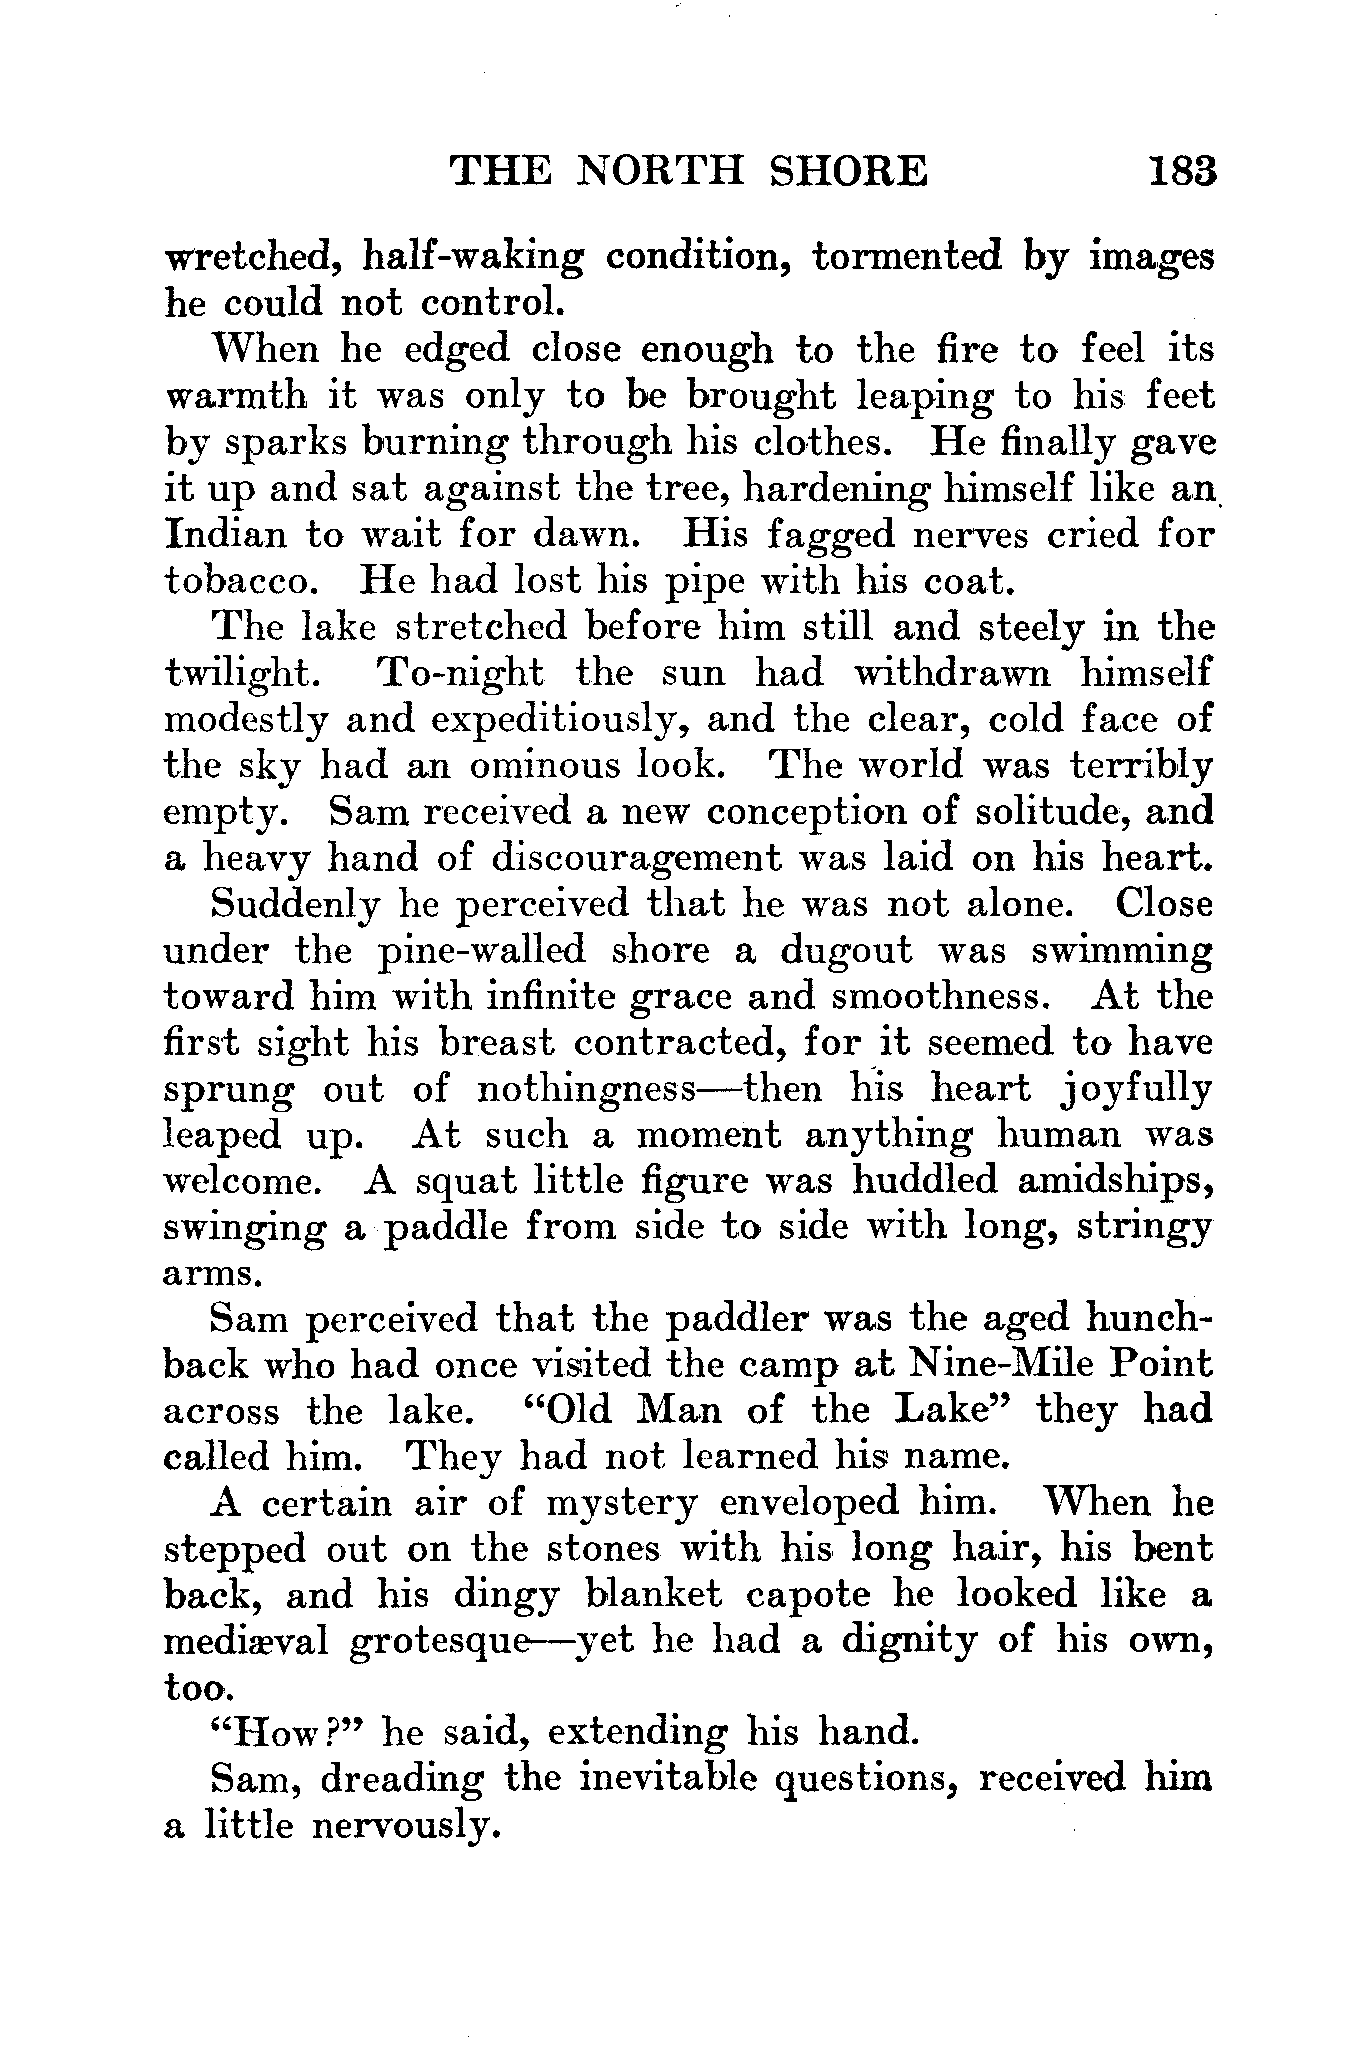 THE NORTH SHORE 183
wretched, half-waking condition, tormented by images
he could not control.
When he edged close enough to the fire to feel its
warmth it was only to be brought leaping to his feet
by sparks burning through his clothes. He finally gave
it up and sat against the tree, hardening himself like an
Indian to wait for dawn. His fagged nerves cried for
tobacco. He had lost his pipe with his coat.
The lake stretched before him still and steely in the
twilight. To-night the sun had withdrawn himself
modestly and expeditiously, and the clear, cold face of
the sky had an ominous look. The world was terribly
empty. Sam received a new conception of solitude, and
a heavy hand of discouragement was laid on his heart.
Suddenly he perceived that he was not alone. Close
under the pine-walled shore a dugout was swimming
toward him with infinite grace and smoothness. At the
first sight his breast contracted, for it seemed to have
sprung out of nothingness—then his heart joyfully
leaped up. At such a moment anything human was
welcome. A squat little figure was huddled amidships,
swinging a paddle from side to side with long, stringy
arms.
Sam perceived that the paddler was the aged hunch-
back who had once visited the camp at Nine-Mile Point
across the lake. “Old Man of the Lake” they had
called him. They had not learned his name.
A certain air of mystery enveloped him. When he
stepped out on the stones with his long hair, his bent
back, and his dingy blanket capote he looked like a
mediæval grotesque—yet he had a dignity of his own,
too.
“How?” he said, extending his hand.
Sam, dreading the inevitable questions, received him
a little nervously.